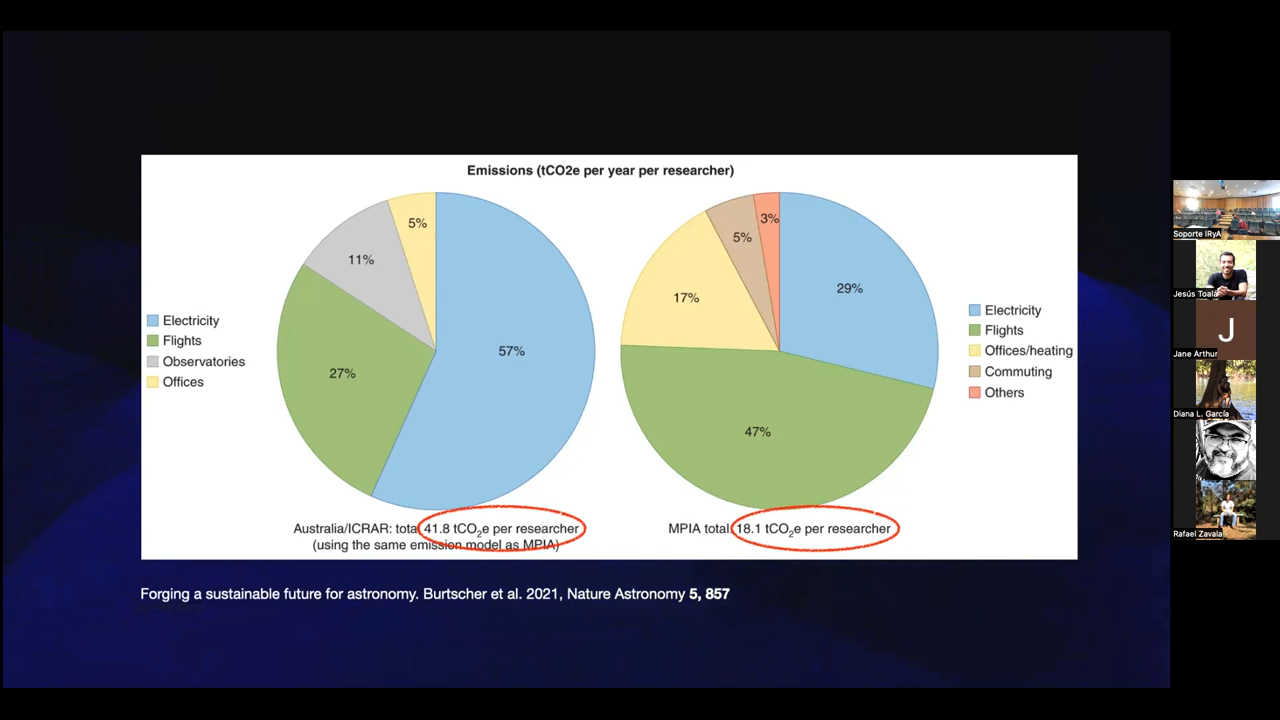 Emissions (tCO2e per year per researcher)
5%
11%
27%
57%
Electricity
Flights
Observatories
Offices
Australia/ICRAR: total 41.8 tCO2e per researcher
(using the same emission model as MPIA)
3%
5%
17%
29%
47%
Electricity
Flights
Offices/heating
Commuting
Others
MPIA total: 18.1 tCO2e per researcher
Forging a sustainable future for astronomy. Burtscher et al. 2021, Nature Astronomy 5, 857
Soporte IRyA
Jesús Toalá
J
Jane Arthur
Diana L. García
Rafael Zavala